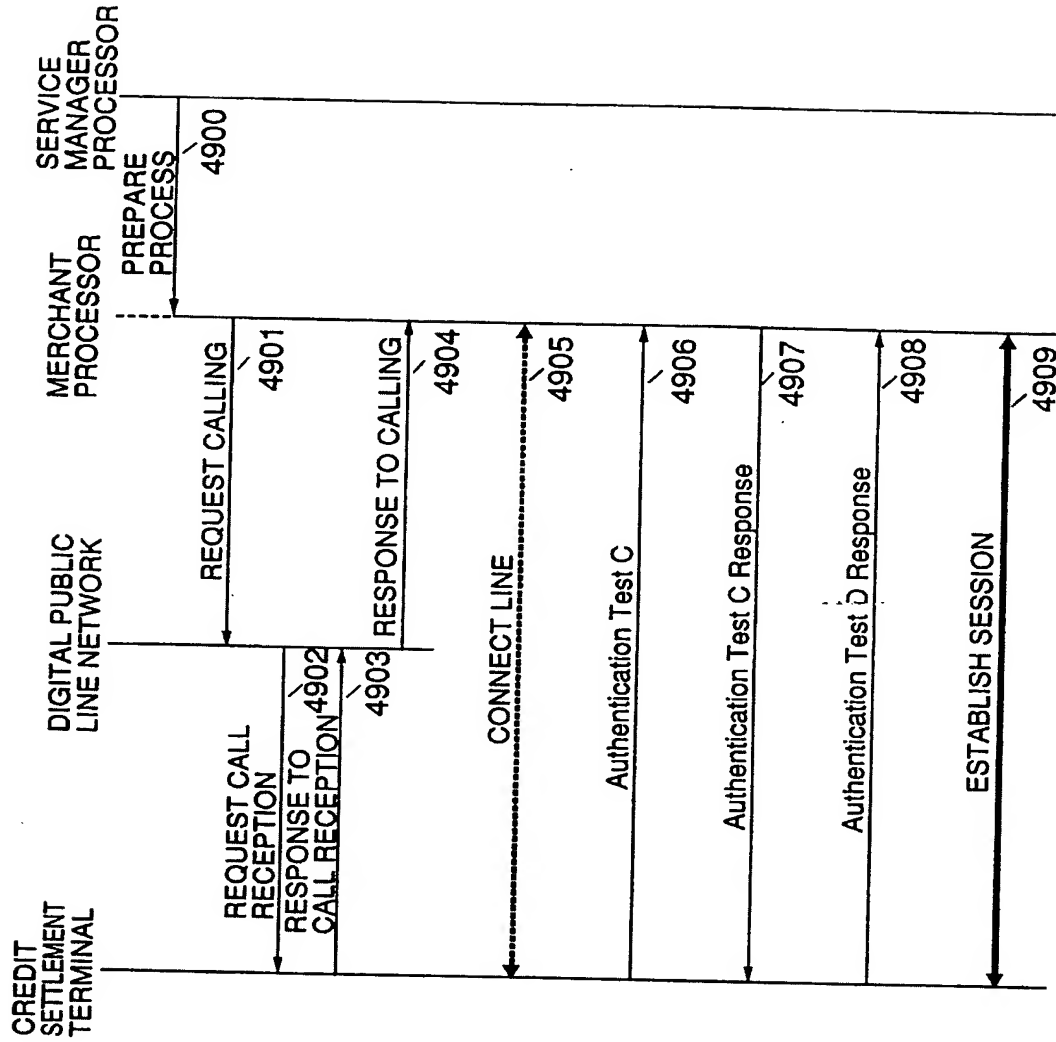 CREDIT
SETTLEMENT
TERMINAL
DIGITAL PUBLIC
LINE NETWORK
MERCHANT
PROCESSOR
SERVICE
MANAGER
PROCESSOR
PREPARE
PROCESS
4900
REQUEST CALLING
4901
REQUEST CALL
RECEPTION
4902
RESPONSE TO
CALL RECEPTION
4903
RESPONSE TO CALLING
4904
CONNECT LINE
4905
Authentication Test C
4906
Authentication Test C Response
4907
Authentication Test D Response
4908
ESTABLISH SESSION
4909